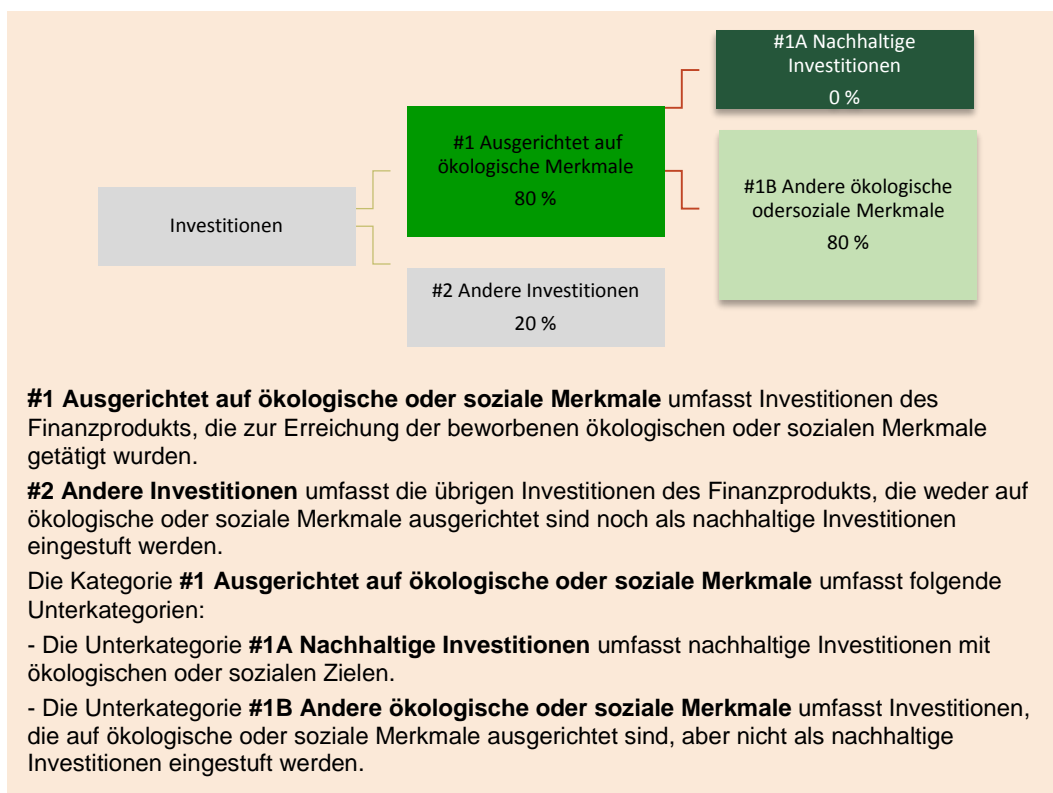 #1A Nachhaltige
Investitionen
0 %
#1 Ausgerichtet auf
ökologische Merkmale
80 %
#1B Andere ökologische
odersoziale Merkmale
80 %
Investitionen
#2 Andere Investitionen
20 %
#1 Ausgerichtet auf ökologische oder soziale Merkmale umfasst Investitionen des
Finanzprodukts, die zur Erreichung der beworbenen ökologischen oder sozialen Merkmale
getätigt wurden.
#2 Andere Investitionen umfasst die übrigen Investitionen des Finanzprodukts, die weder auf
ökologische oder soziale Merkmale ausgerichtet sind noch als nachhaltige Investitionen
eingestuft werden.
Die Kategorie #1 Ausgerichtet auf ökologische oder soziale Merkmale umfasst folgende
Unterkategorien:
- Die Unterkategorie #1A Nachhaltige Investitionen umfasst nachhaltige Investitionen mit
ökologischen oder sozialen Zielen.
- Die Unterkategorie #1B Andere ökologische oder soziale Merkmale umfasst Investitionen,
die auf ökologische oder soziale Merkmale ausgerichtet sind, aber nicht als nachhaltige
Investitionen eingestuft werden.